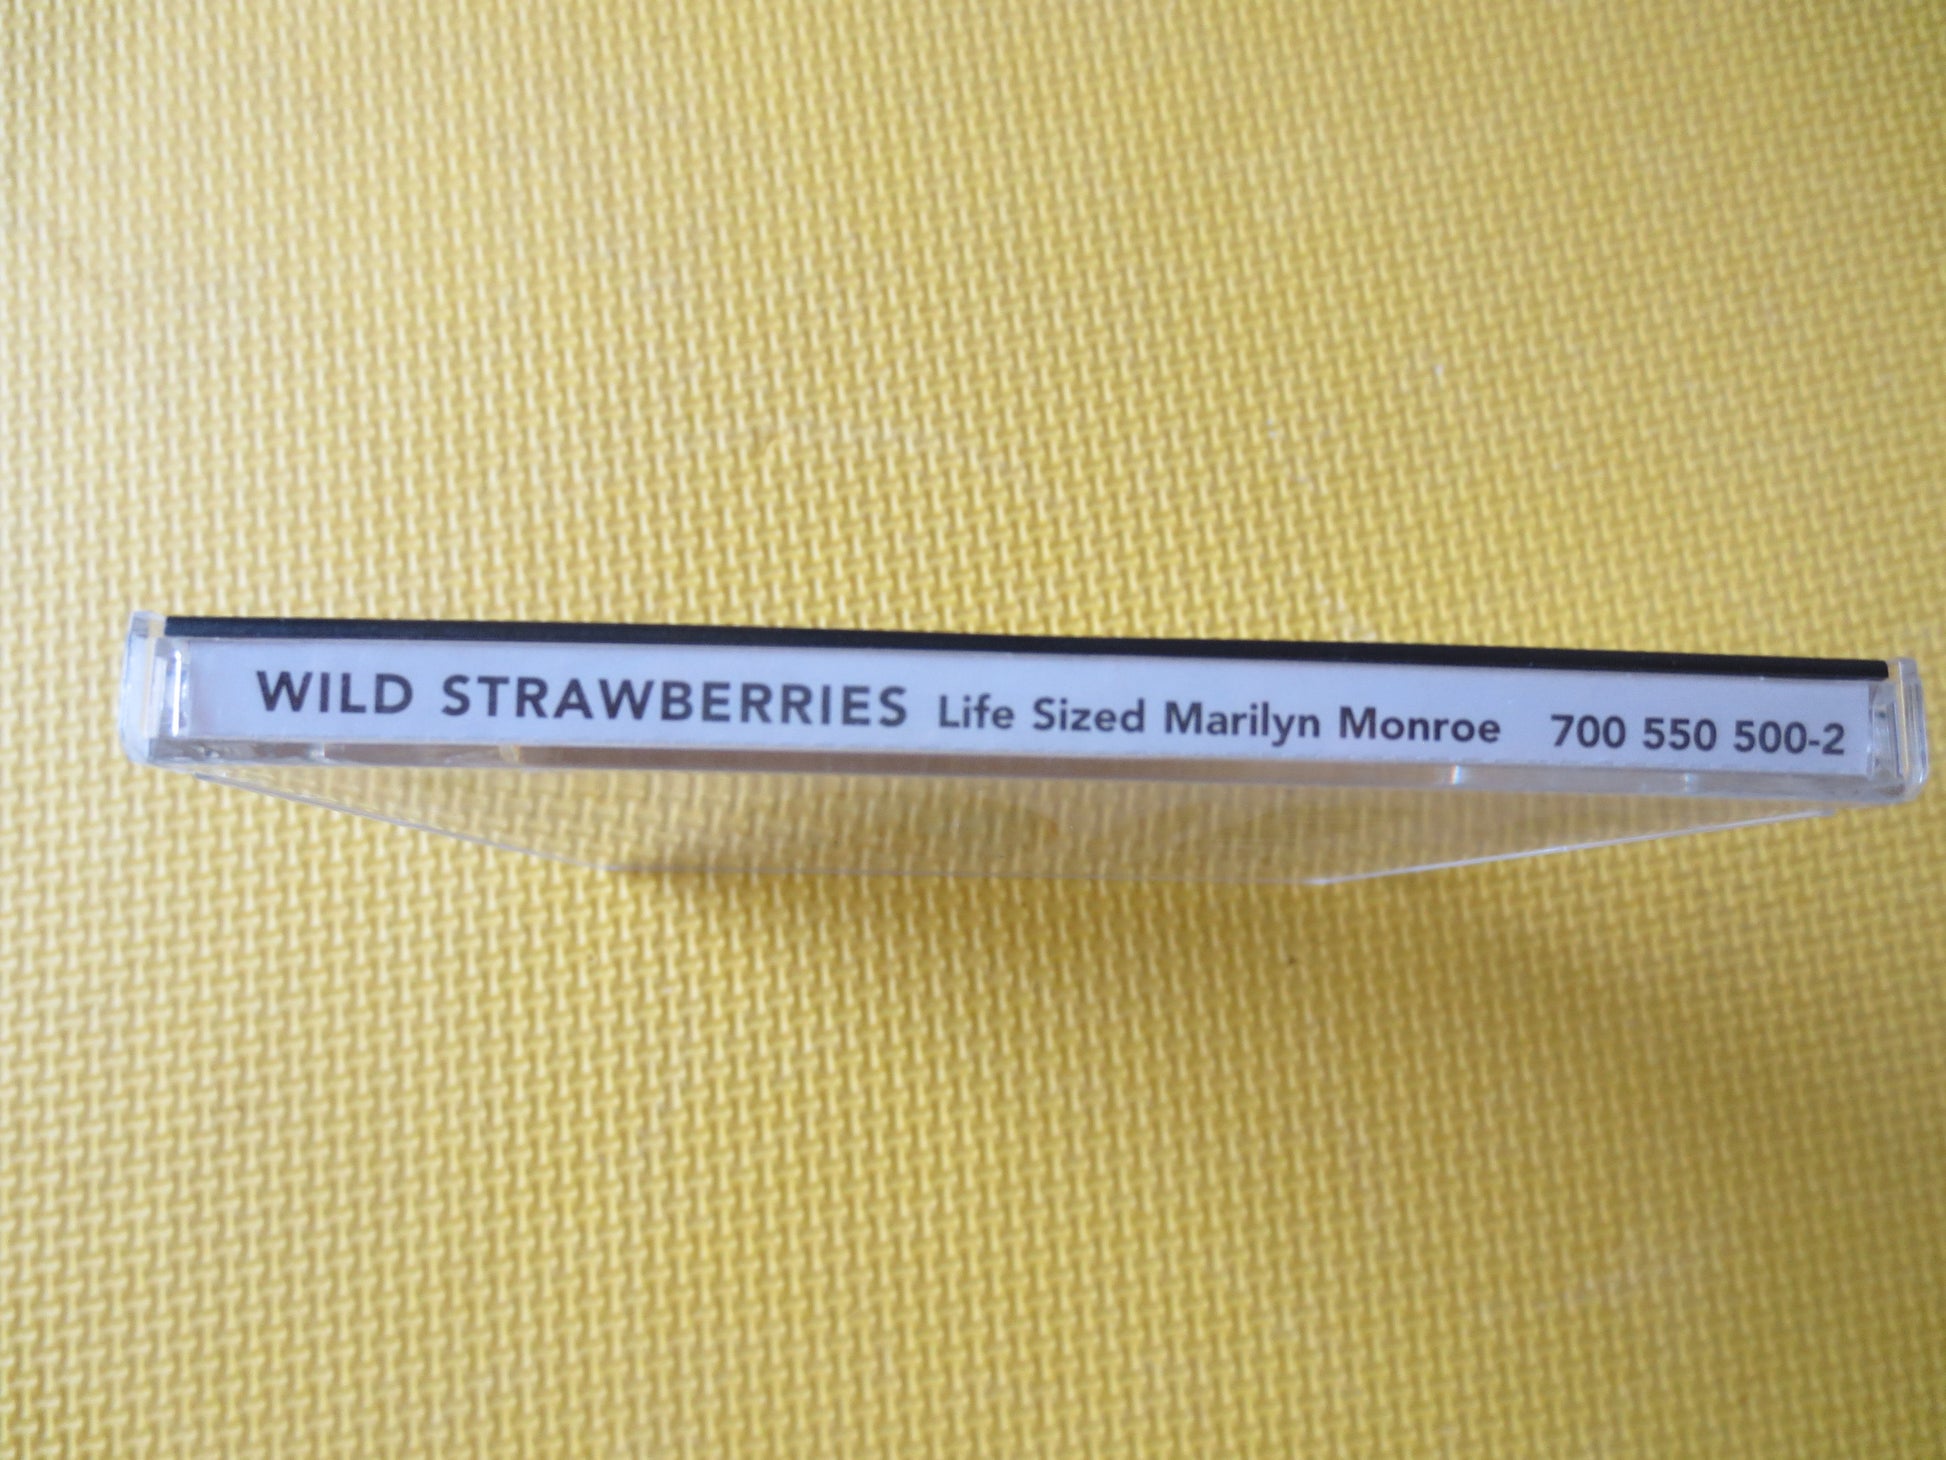 WILD STRAWBERRIES Life Sized Marilyn Monroe 700 550 500-2